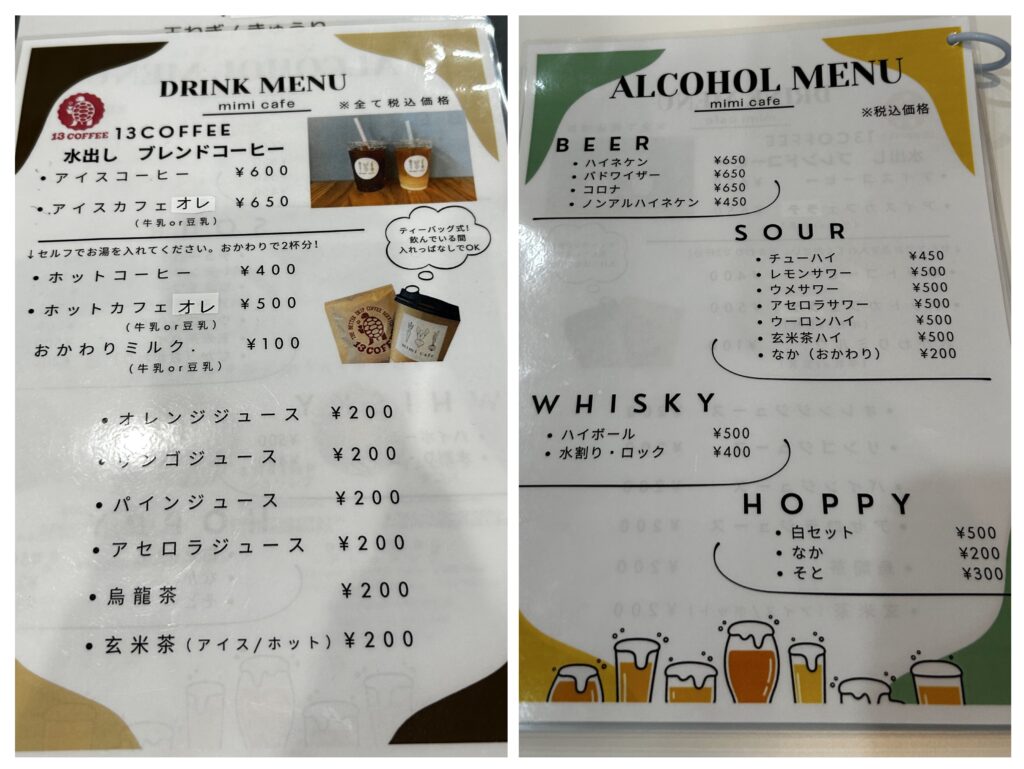 DRINK MENU
mimi cafe
※全て税込価格
13 COFFEE
13COFFEE
水出し ブレンドコーヒー
・アイスコーヒー ¥600
・アイスカフェオレ ¥650
(牛乳or豆乳)
ティーバッグ式!
飲んでいる間
入れっぱなしでOK
↓セルフでお湯を入れてください。おかわりで2杯分!
・ホットコーヒー ¥400
・ホットカフェオレ ¥500
(牛乳or豆乳)
おかわりミルク. ¥100
(牛乳or豆乳)
13 COFFEE
mimi cafe
・オレンジジュース ¥200
・リンゴジュース ¥200
・パインジュース ¥200
・アセロラジュース ¥200
・烏龍茶 ¥200
・玄米茶(アイス/ホット) ¥200
ALCOHOL MENU
mimi cafe
※税込価格
BEER
・ハイネケン ¥650
・バドワイザー ¥650
・コロナ ¥650
・ノンアルハイネケン ¥450
SOUR
・チューハイ ¥450
・レモンサワー ¥500
・ウメサワー ¥500
・アセロラサワー ¥500
・ウーロンハイ ¥500
・玄米茶ハイ ¥500
・なか(おかわり) ¥200
WHISKY
・ハイボール ¥500
・水割り・ロック ¥400
HOPPY
・白セット ¥500
・なか ¥200
・そと ¥300